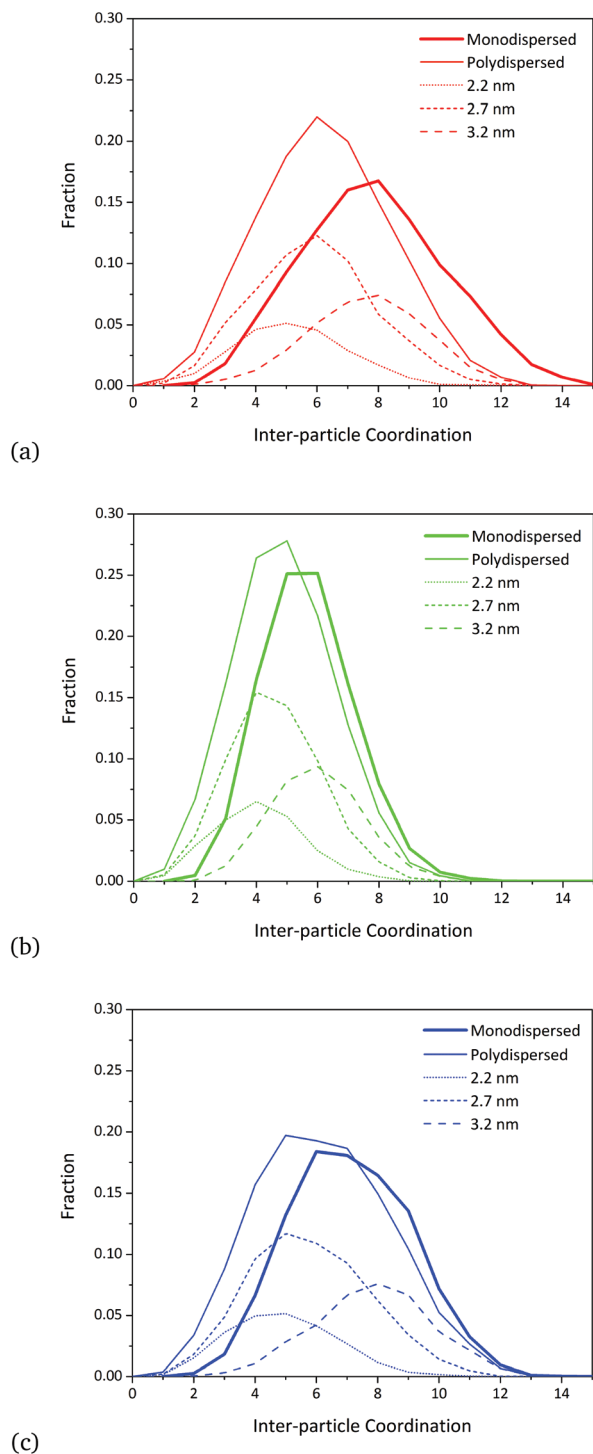 0.30
Monodispersed
Polydispersed
0.25
2.2 nm
2.7 nm
0.20
3.2 nm
Fraction
0.15
0.10
0.05
0.00
0 2 4 6 8 10 12 14
Inter-particle Coordination
(a)
0.30
Monodispersed
Polydispersed
0.25
2.2 nm
2.7 nm
0.20
3.2 nm
Fraction
0.15
0.10
0.05
0.00
0 2 4 6 8 10 12 14
Inter-particle Coordination
(b)
0.30
Monodispersed
Polydispersed
0.25
2.2 nm
2.7 nm
0.20
3.2 nm
Fraction
0.15
0.10
0.05
0.00
0 2 4 6 8 10 12 14
Inter-particle Coordination
(c)